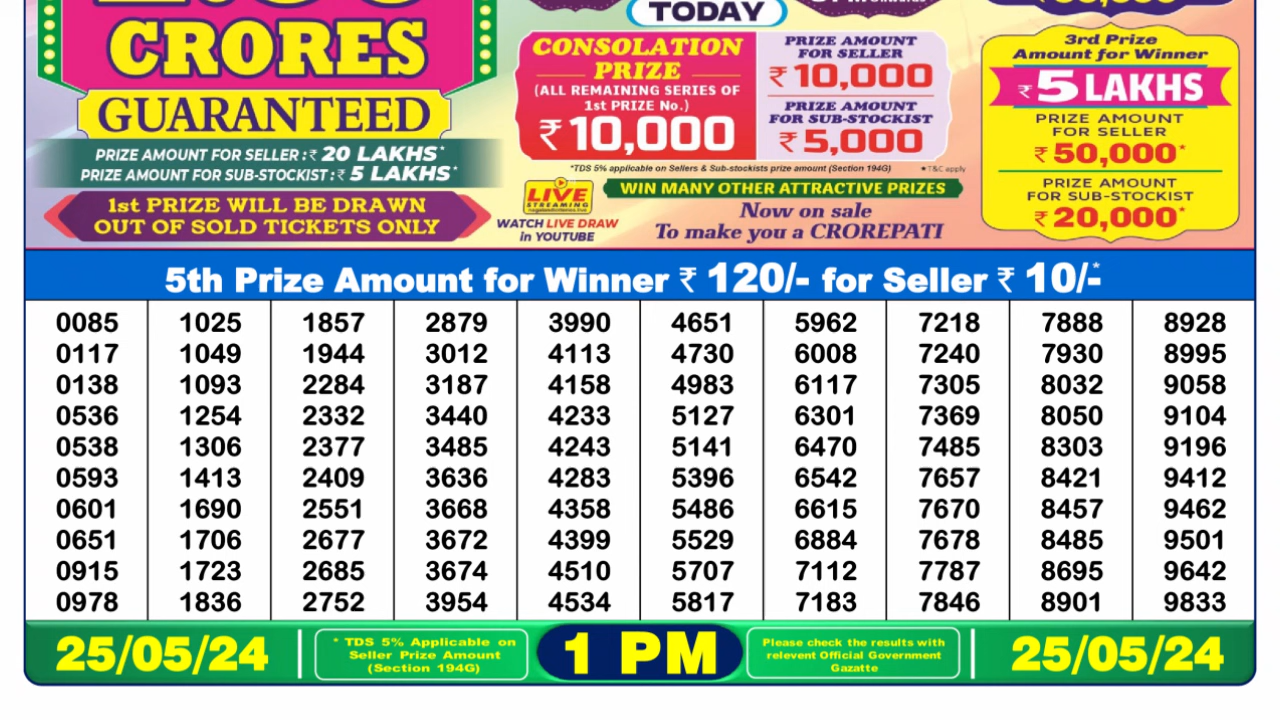 CRORES
GUARANTEED
PRIZE AMOUNT FOR SELLER :₹ 20 LAKHS*
PRIZE AMOUNT FOR SUB-STOCKIST :₹ 5 LAKHS*
1st PRIZE WILL BE DRAWN
OUT OF SOLD TICKETS ONLY
TODAY
CONSOLATION
PRIZE
(ALL REMAINING SERIES OF
1st PRIZE No.)
₹ 10,000
PRIZE AMOUNT
FOR SELLER
₹ 10,000
PRIZE AMOUNT
FOR SUB-STOCKIST
₹ 5,000
*TDS 5% applicable on Sellers & Sub-stockists prize amount (Section 194G)
*T&C apply
LIVE
STREAMING
WATCH LIVE DRAW
in YOUTUBE
WIN MANY OTHER ATTRACTIVE PRIZES
Now on sale
To make you a CROREPATI
3rd Prize
Amount for Winner
₹ 5 LAKHS
PRIZE AMOUNT
FOR SELLER
₹ 50,000*
PRIZE AMOUNT
FOR SUB-STOCKIST
₹ 20,000*
5th Prize Amount for Winner ₹ 120/- for Seller ₹ 10/-*
0085 1025 1857 2879 3990 4651 5962 7218 7888 8928
0117 1049 1944 3012 4113 4730 6008 7240 7930 8995
0138 1093 2284 3187 4158 4983 6117 7305 8032 9058
0536 1254 2332 3440 4233 5127 6301 7369 8050 9104
0538 1306 2377 3485 4243 5141 6470 7485 8303 9196
0593 1413 2409 3636 4283 5396 6542 7657 8421 9412
0601 1690 2551 3668 4358 5486 6615 7670 8457 9462
0651 1706 2677 3672 4399 5529 6884 7678 8485 9501
0915 1723 2685 3674 4510 5707 7112 7787 8695 9642
0978 1836 2752 3954 4534 5817 7183 7846 8901 9833
25/05/24
* TDS 5% Applicable on
Seller Prize Amount
(Section 194G)
1 PM
Please check the results with
relevent Official Government
Gazatte
25/05/24